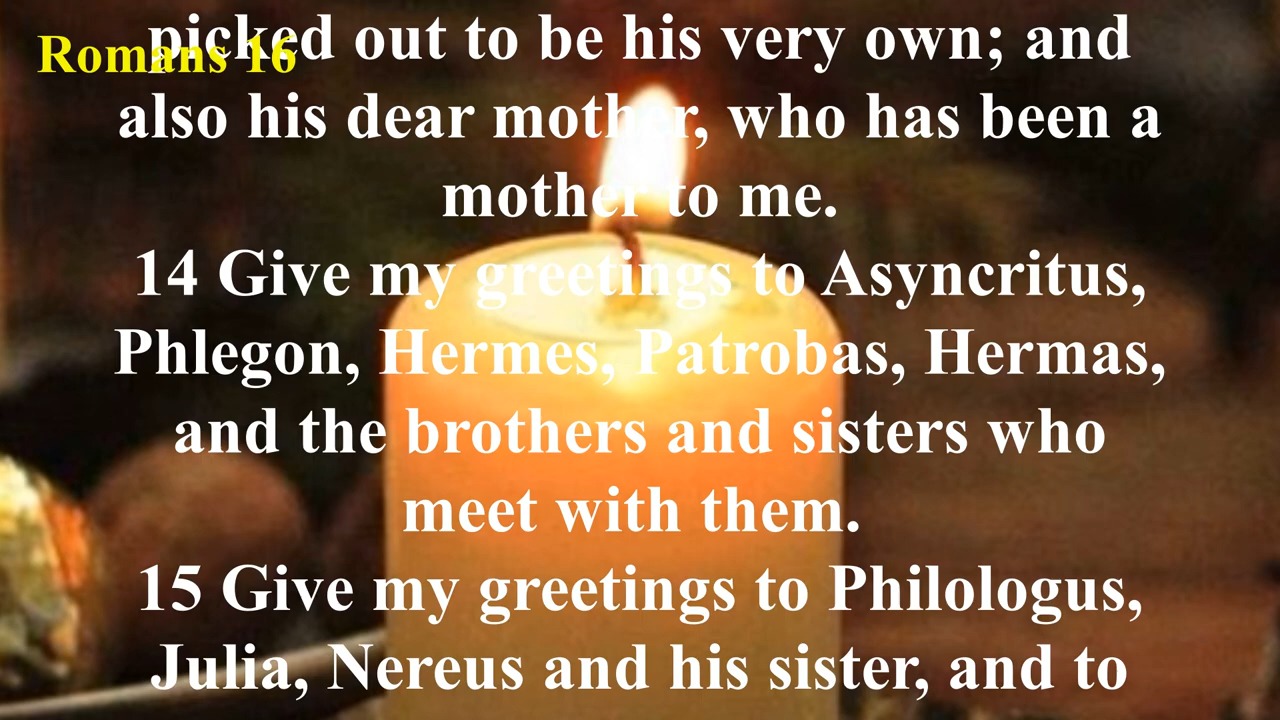 Romans 16
picked out to be his very own; and
also his dear mother, who has been a
mother to me.
14 Give my greetings to Asyncritus,
Phlegon, Hermes, Patrobas, Hermas,
and the brothers and sisters who
meet with them.
15 Give my greetings to Philologus,
Julia, Nereus and his sister, and to